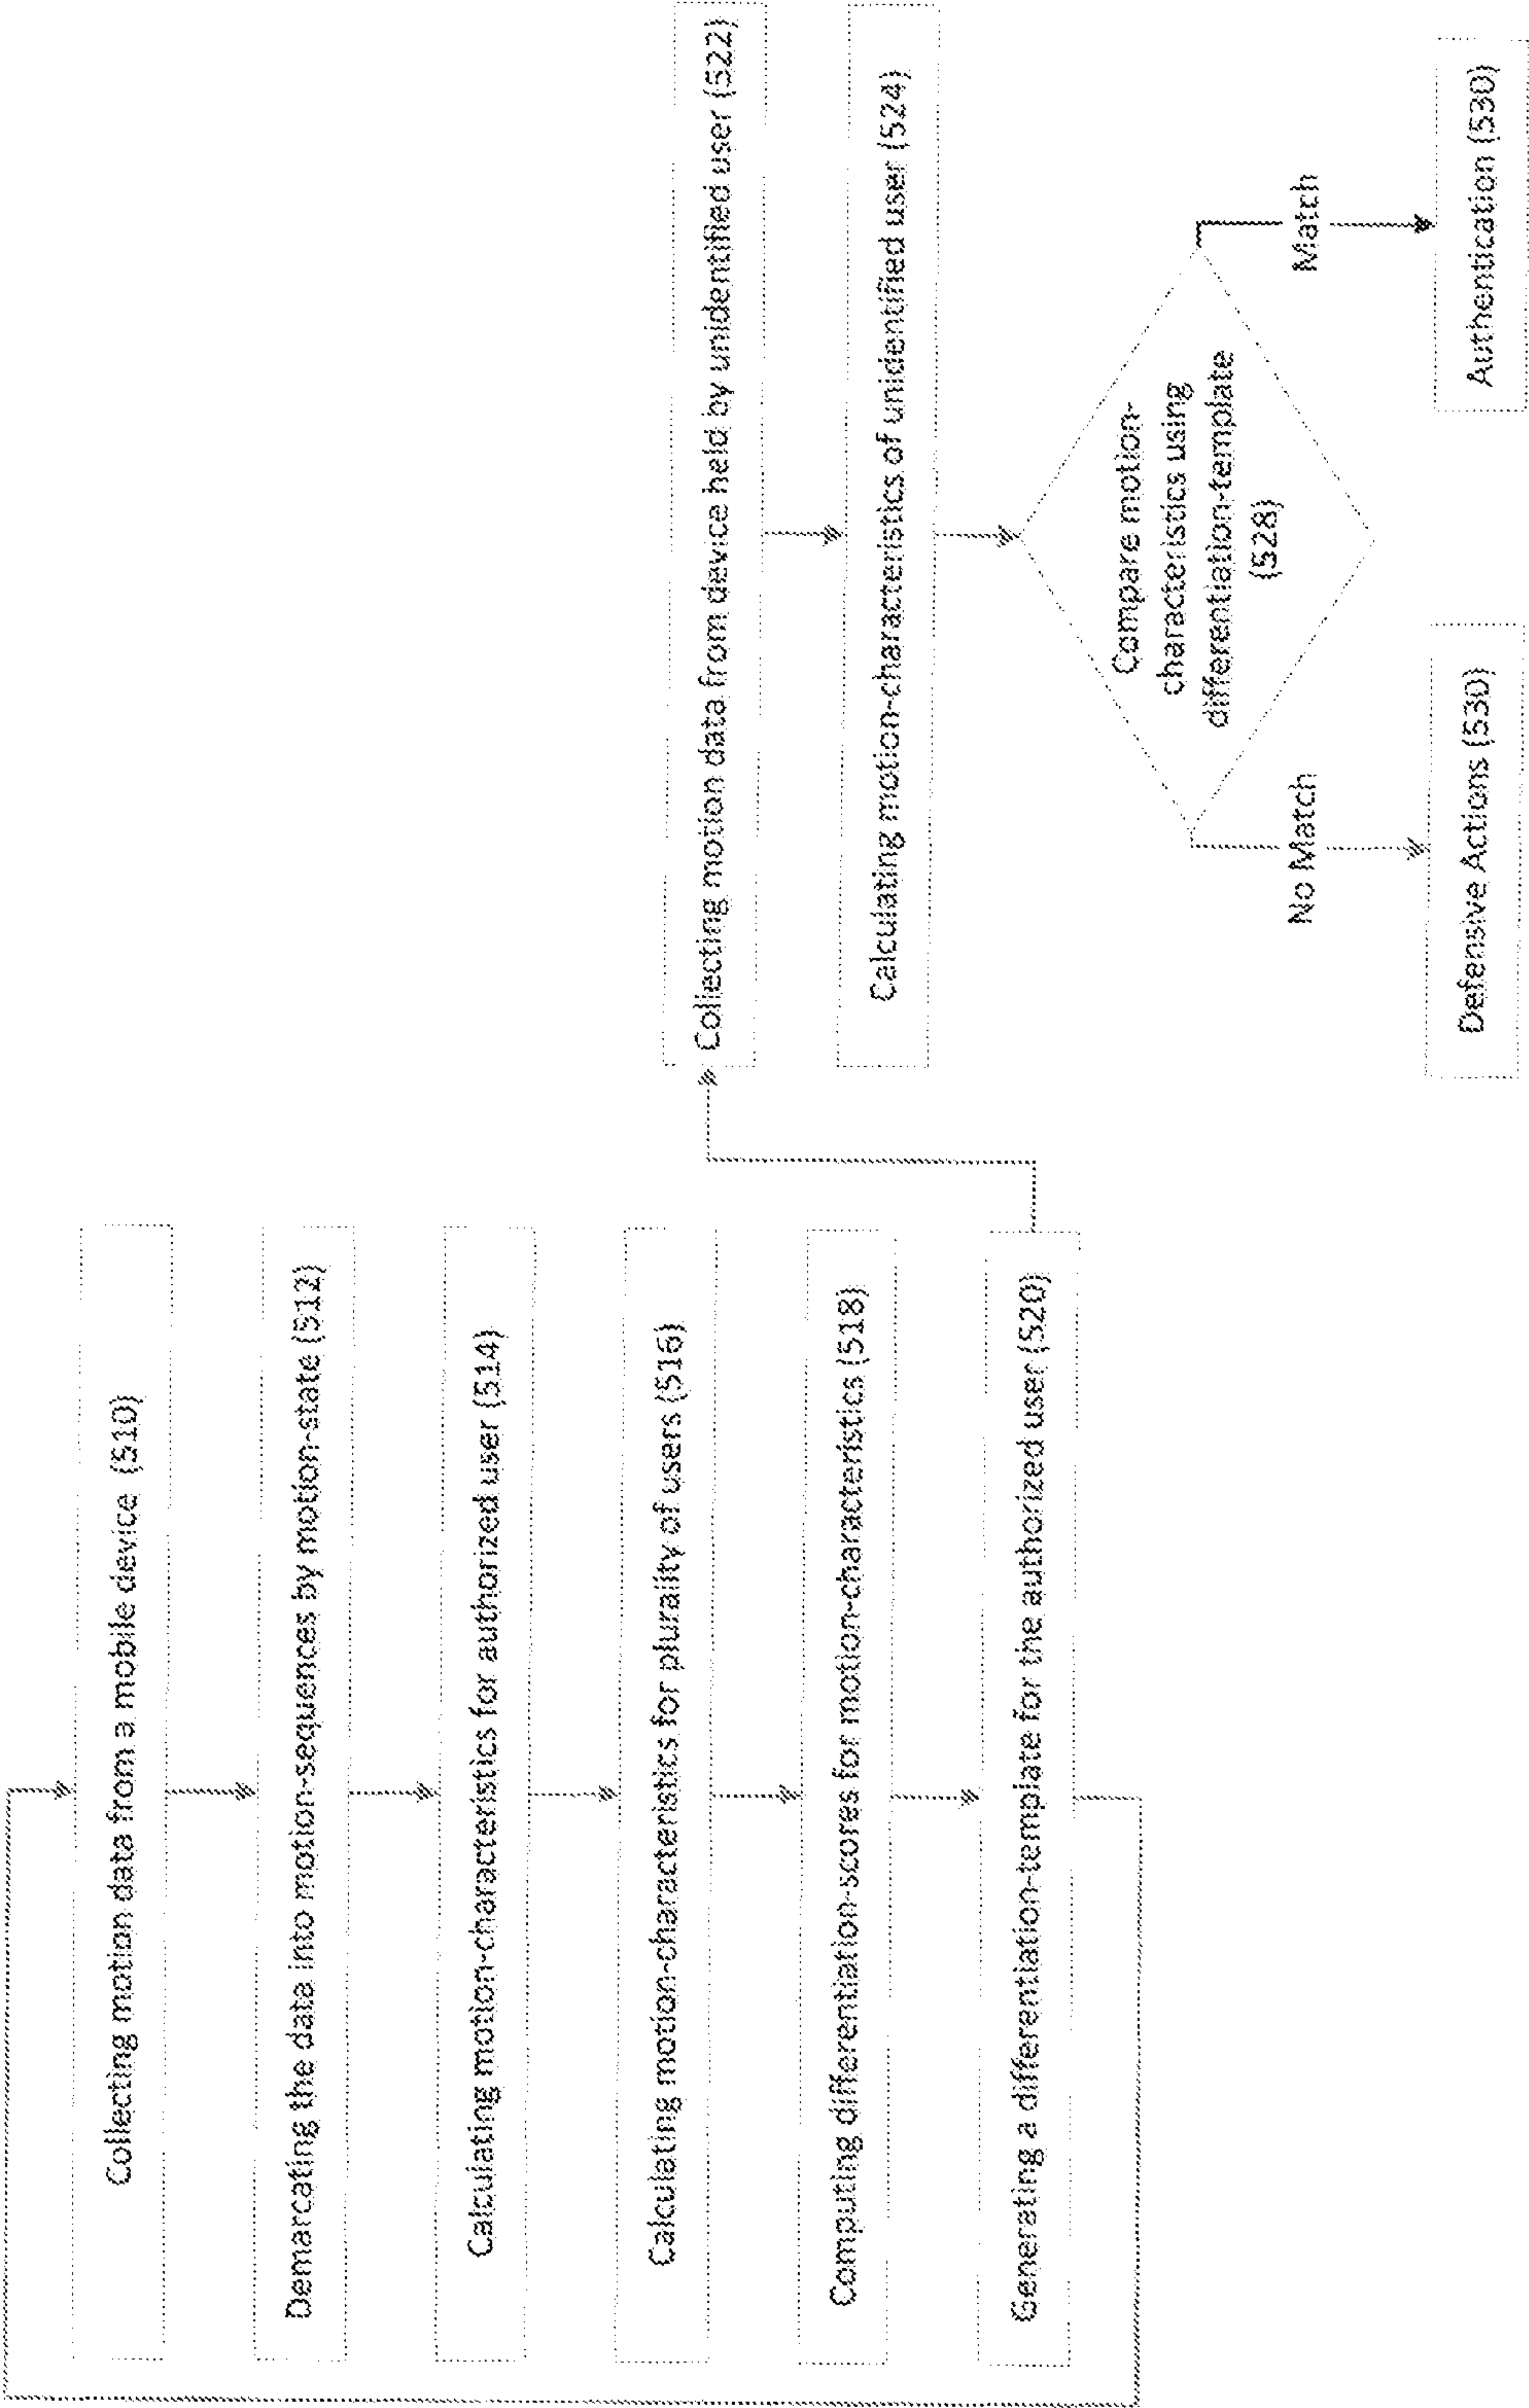 Collecting motion data from a mobile device (510)
Demarcating the data into motion-sequences by motion-state (512)
Calculating motion-characteristics for authorized user (514)
Calculating motion-characteristics for plurality of users (516)
Computing differentiation-scores for motion-characteristics (518)
Generating a differentiation-template for the authorized user (520)
Collecting motion data from device held by unidentified user (522)
Calculating motion-characteristics of unidentified user (524)
Compare motion-
characteristics using
differentiation-template
(528)
No Match
Match
Defensive Actions (530)
Authentication (530)